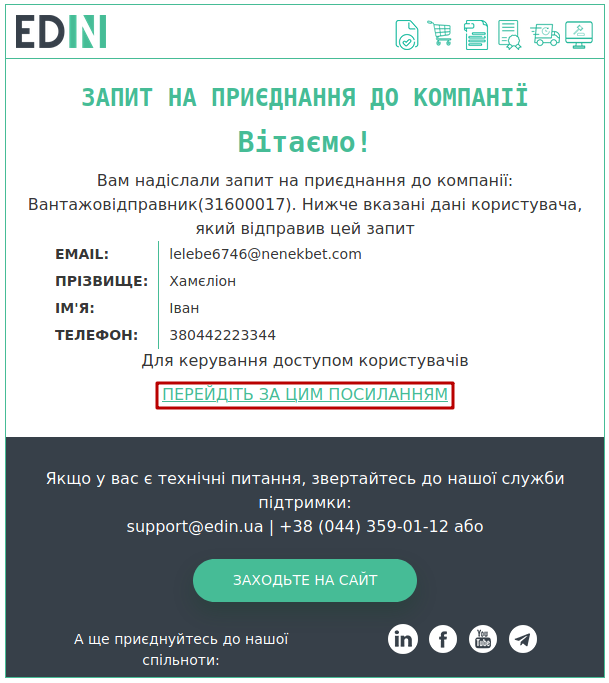 EDIN
ЗАПИТ НА ПРИЄДНАННЯ ДО КОМПАНІЇ
Вітаємо!
Вам надіслали запит на приєднання до компанії:
Вантажовідправник(31600017). Нижче вказані дані користувача,
який відправив цей запит
EMAIL: lelebe6746@nenekbet.com
ПРІЗВИЩЕ: Хамєліон
ІМ'Я: Іван
ТЕЛЕФОН: 380442223344
Для керування доступом користувачів
ПЕРЕЙДІТЬ ЗА ЦИМ ПОСИЛАННЯМ
Якщо у вас є технічні питання, звертайтесь до нашої служби
підтримки:
support@edin.ua | +38 (044) 359-01-12 або
ЗАХОДЬТЕ НА САЙТ
А ще приєднуйтесь до нашої
спільноти:
in f You Tube